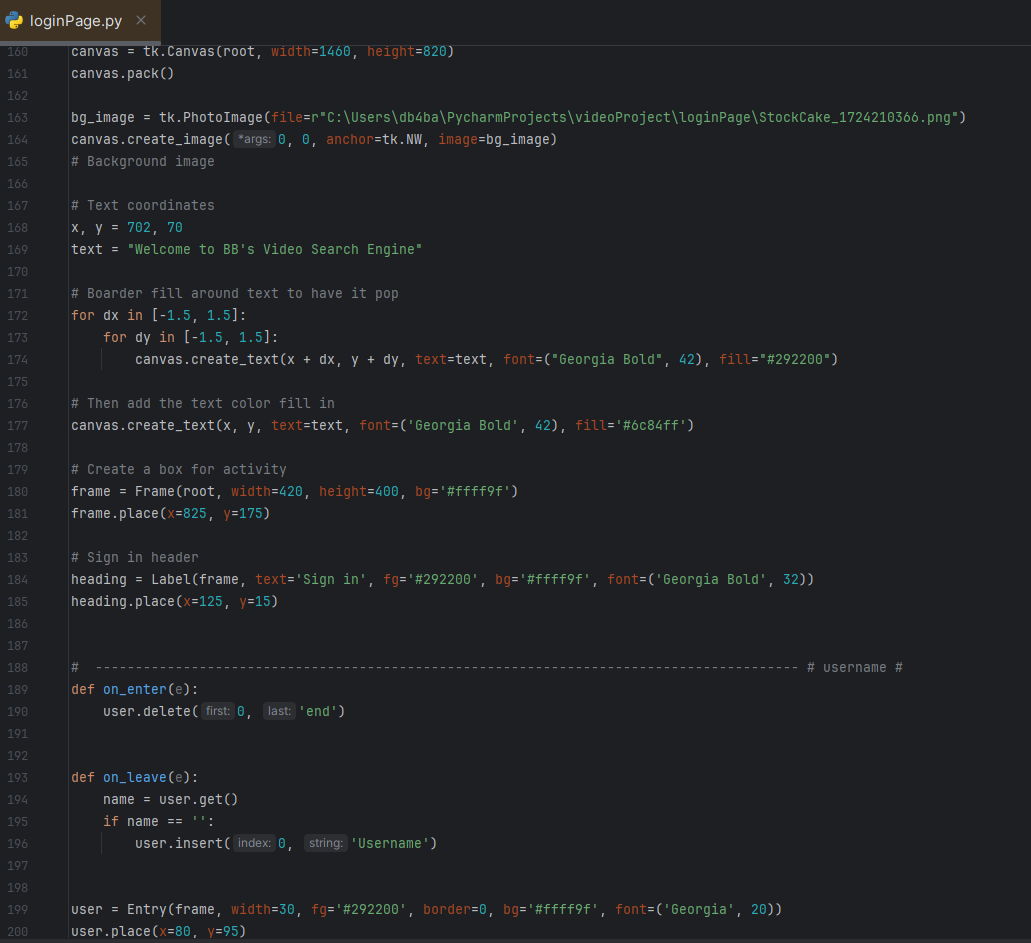 loginPage.py
160 canvas = tk.Canvas(root, width=1460, height=820)
161 canvas.pack()
162
163 bg_image = tk.PhotoImage(file=r"C:\Users\db4ba\PycharmProjects\videoProject\loginPage\StockCake_1724210366.png")
164 canvas.create_image( *args: 0, 0, anchor=tk.NW, image=bg_image)
165 # Background image
166
167 # Text coordinates
168 x, y = 702, 70
169 text = "Welcome to BB's Video Search Engine"
170
171 # Boarder fill around text to have it pop
172 for dx in [-1.5, 1.5]:
173     for dy in [-1.5, 1.5]:
174         canvas.create_text(x + dx, y + dy, text=text, font=("Georgia Bold", 42), fill="#292200")
175
176 # Then add the text color fill in
177 canvas.create_text(x, y, text=text, font=('Georgia Bold', 42), fill='#6c84ff')
178
179 # Create a box for activity
180 frame = Frame(root, width=420, height=400, bg='#ffff9f')
181 frame.place(x=825, y=175)
182
183 # Sign in header
184 heading = Label(frame, text='Sign in', fg='#292200', bg='#ffff9f', font=('Georgia Bold', 32))
185 heading.place(x=125, y=15)
186
187
188 #  ---------------------------------------------------------------------------------------- # username #
189 def on_enter(e):
190     user.delete( first: 0, last: 'end')
191
192
193 def on_leave(e):
194     name = user.get()
195     if name == '':
196         user.insert( index: 0, string: 'Username')
197
198
199 user = Entry(frame, width=30, fg='#292200', border=0, bg='#ffff9f', font=('Georgia', 20))
200 user.place(x=80, y=95)